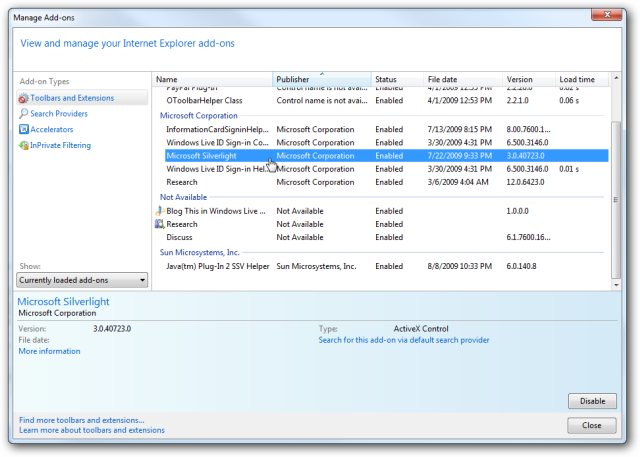 Manage Add-ons
View and manage your Internet Explorer add-ons
Add-on Types
Toolbars and Extensions
Search Providers
Accelerators
InPrivate Filtering
Show:
Currently loaded add-ons
Name Publisher Status File date Version Load time
PayPal Plug-In Control name is not avai... Enabled 4/1/2009 12:53 PM 2.2.20.0 0.02 s
OToolbarHelper Class Control name is not avai... Enabled 4/1/2009 12:53 PM 2.2.1.0 0.06 s
Microsoft Corporation
InformationCardSigninHelp... Microsoft Corporation Enabled 7/13/2009 8:15 PM 8.00.7600.1...
Windows Live ID Sign-in Co... Microsoft Corporation Enabled 3/30/2009 4:31 PM 6.500.3146.0
Microsoft Silverlight Microsoft Corporation Enabled 7/22/2009 9:33 PM 3.0.40723.0
Windows Live ID Sign-in Hel... Microsoft Corporation Enabled 3/30/2009 4:31 PM 6.500.3146.0 0.01 s
Research Microsoft Corporation Enabled 3/6/2009 4:04 AM 12.0.6423.0
Not Available
Blog This in Windows Live ... Not Available Enabled 1.0.0.0
Research Not Available Enabled
Discuss Not Available Enabled 6.1.7600.16...
Sun Microsystems, Inc.
Java(tm) Plug-In 2 SSV Helper Sun Microsystems, Inc. Enabled 8/8/2009 10:33 PM 6.0.140.8
Microsoft Silverlight
Microsoft Corporation
Version: 3.0.40723.0 Type: ActiveX Control
File date: Search for this add-on via default search provider
More information
Disable
Find more toolbars and extensions...
Learn more about toolbars and extensions
Close